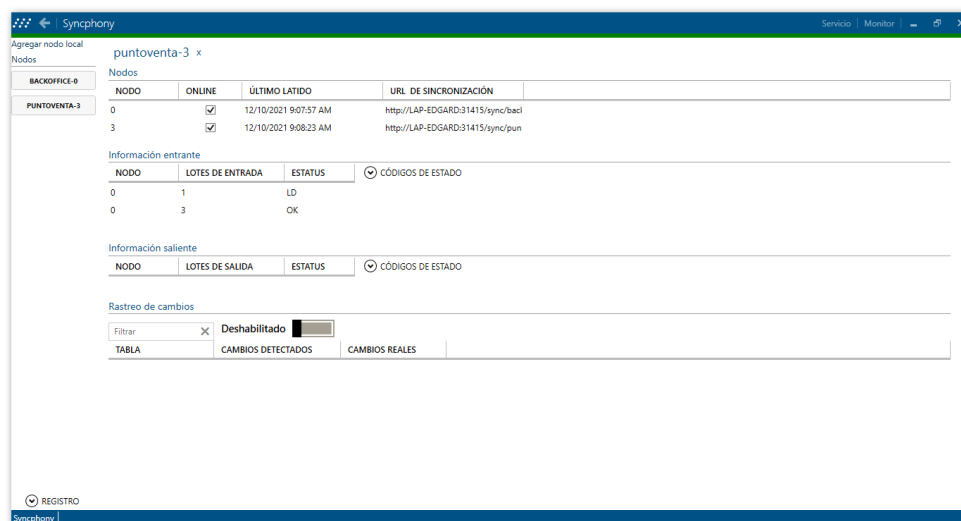 Syncphony
Servicio | Monitor
Agregar nodo local
Nodos
BACKOFFICE-0
PUNTOVENTA-3
puntoventa-3 x
Nodos
NODO ONLINE ÚLTIMO LATIDO URL DE SINCRONIZACIÓN
0 12/10/2021 9:07:57 AM http://LAP-EDGARD:31415/sync/bacl
3 12/10/2021 9:08:23 AM http://LAP-EDGARD:31415/sync/pun
Información entrante
NODO LOTES DE ENTRADA ESTATUS CÓDIGOS DE ESTADO
0 1 LD
0 3 OK
Información saliente
NODO LOTES DE SALIDA ESTATUS CÓDIGOS DE ESTADO
Rastreo de cambios
Filtrar Deshabilitado
TABLA CAMBIOS DETECTADOS CAMBIOS REALES
REGISTRO
Syncphony